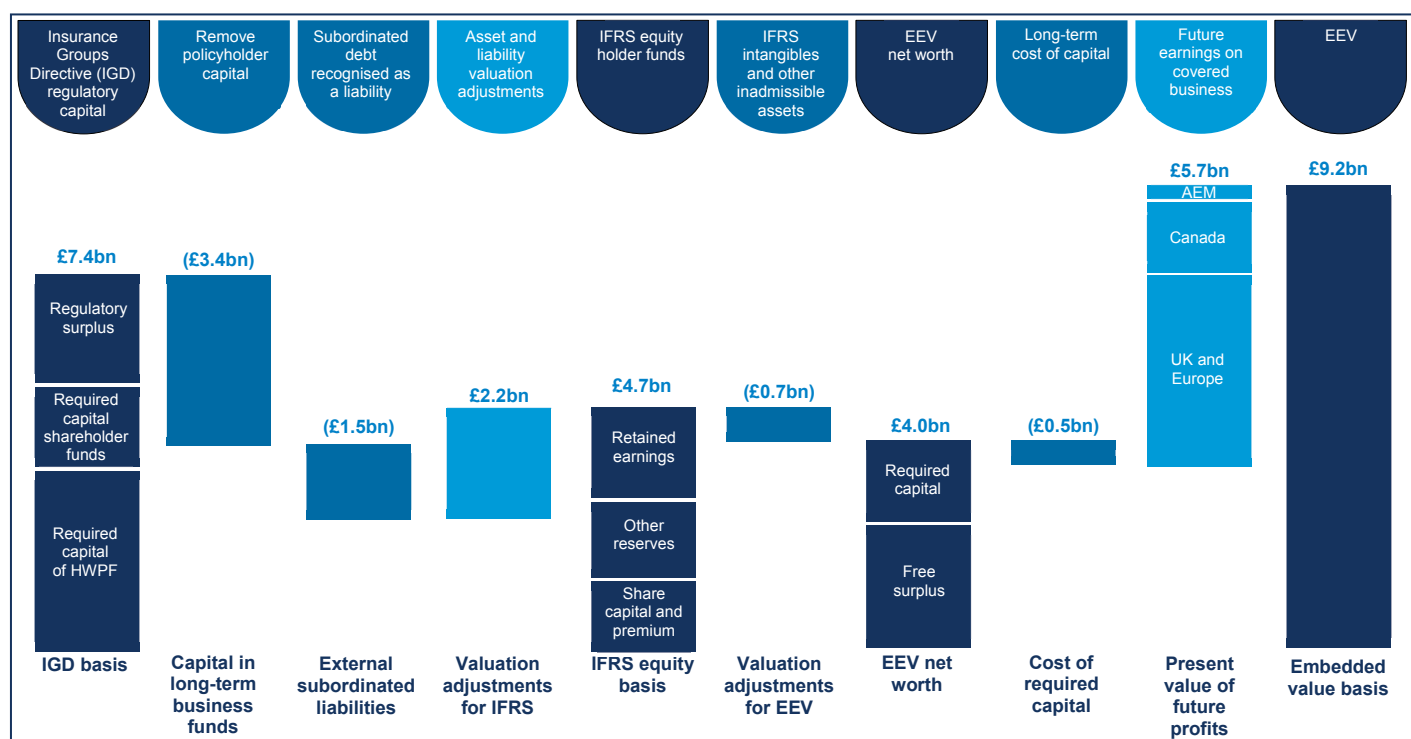 Insurance
Groups
Directive (IGD)
regulatory
capital
Remove
policyholder
capital
Subordinated
debt
recognised as
a liability
Asset and
liability
valuation
adjustments
IFRS equity
holder funds
IFRS
intangibles
and other
inadmissible
assets
EEV
net worth
Long-term
cost of capital
Future
earnings on
covered
business
EEV
£7.4bn
Regulatory
surplus
Required
capital
shareholder
funds
Required
capital
of HWPF
IGD basis
(£3.4bn)
Capital in
long-term
business
funds
(£1.5bn)
External
subordinated
liabilities
£2.2bn
Valuation
adjustments
for IFRS
£4.7bn
Retained
earnings
Other
reserves
Share
capital and
premium
IFRS equity
basis
(£0.7bn)
Valuation
adjustments
for EEV
£4.0bn
Required
capital
Free
surplus
EEV net
worth
(£0.5bn)
Cost of
required
capital
£5.7bn
AEM
Canada
UK and
Europe
Present
value of
future
profits
£9.2bn
Embedded
value basis